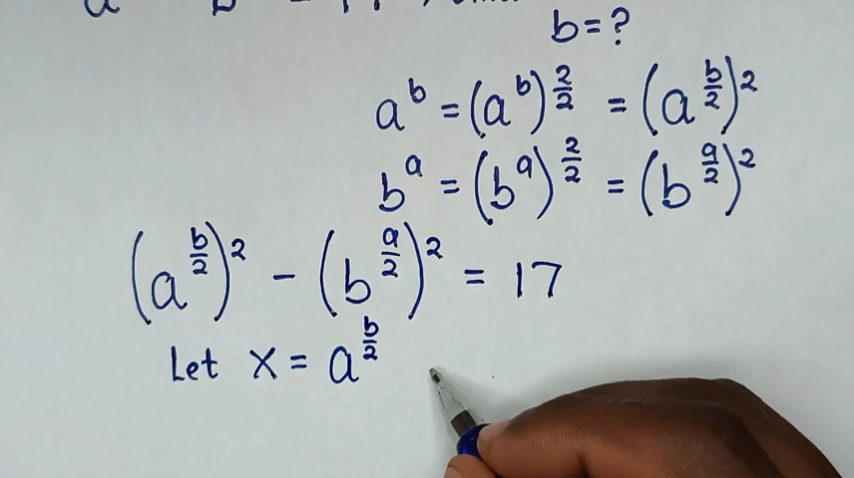 b = ?
a^b = (a^b)^{2/2} = (a^{b/2})^2
b^a = (b^a)^{2/2} = (b^{a/2})^2
(a^{b/2})^2 - (b^{a/2})^2 = 17
Let x = a^{b/2}